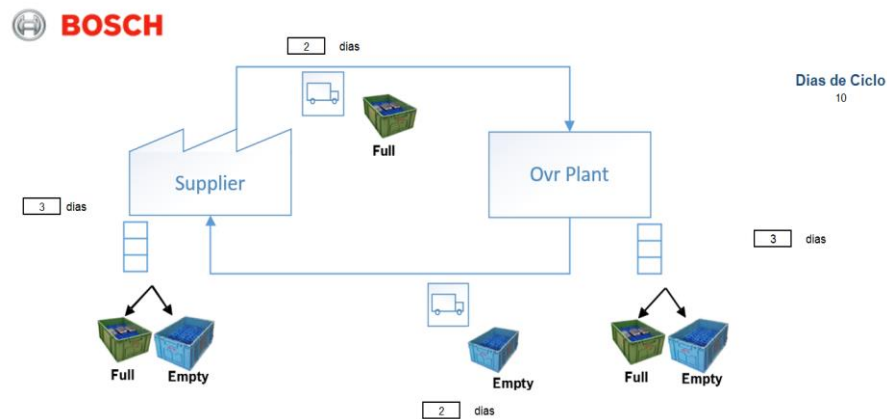 BOSCH
2 dias
Dias de Ciclo
10
Full
Supplier
Ovr Plant
3 dias
3 dias
Full
Empty
Empty
Full
Empty
2 dias